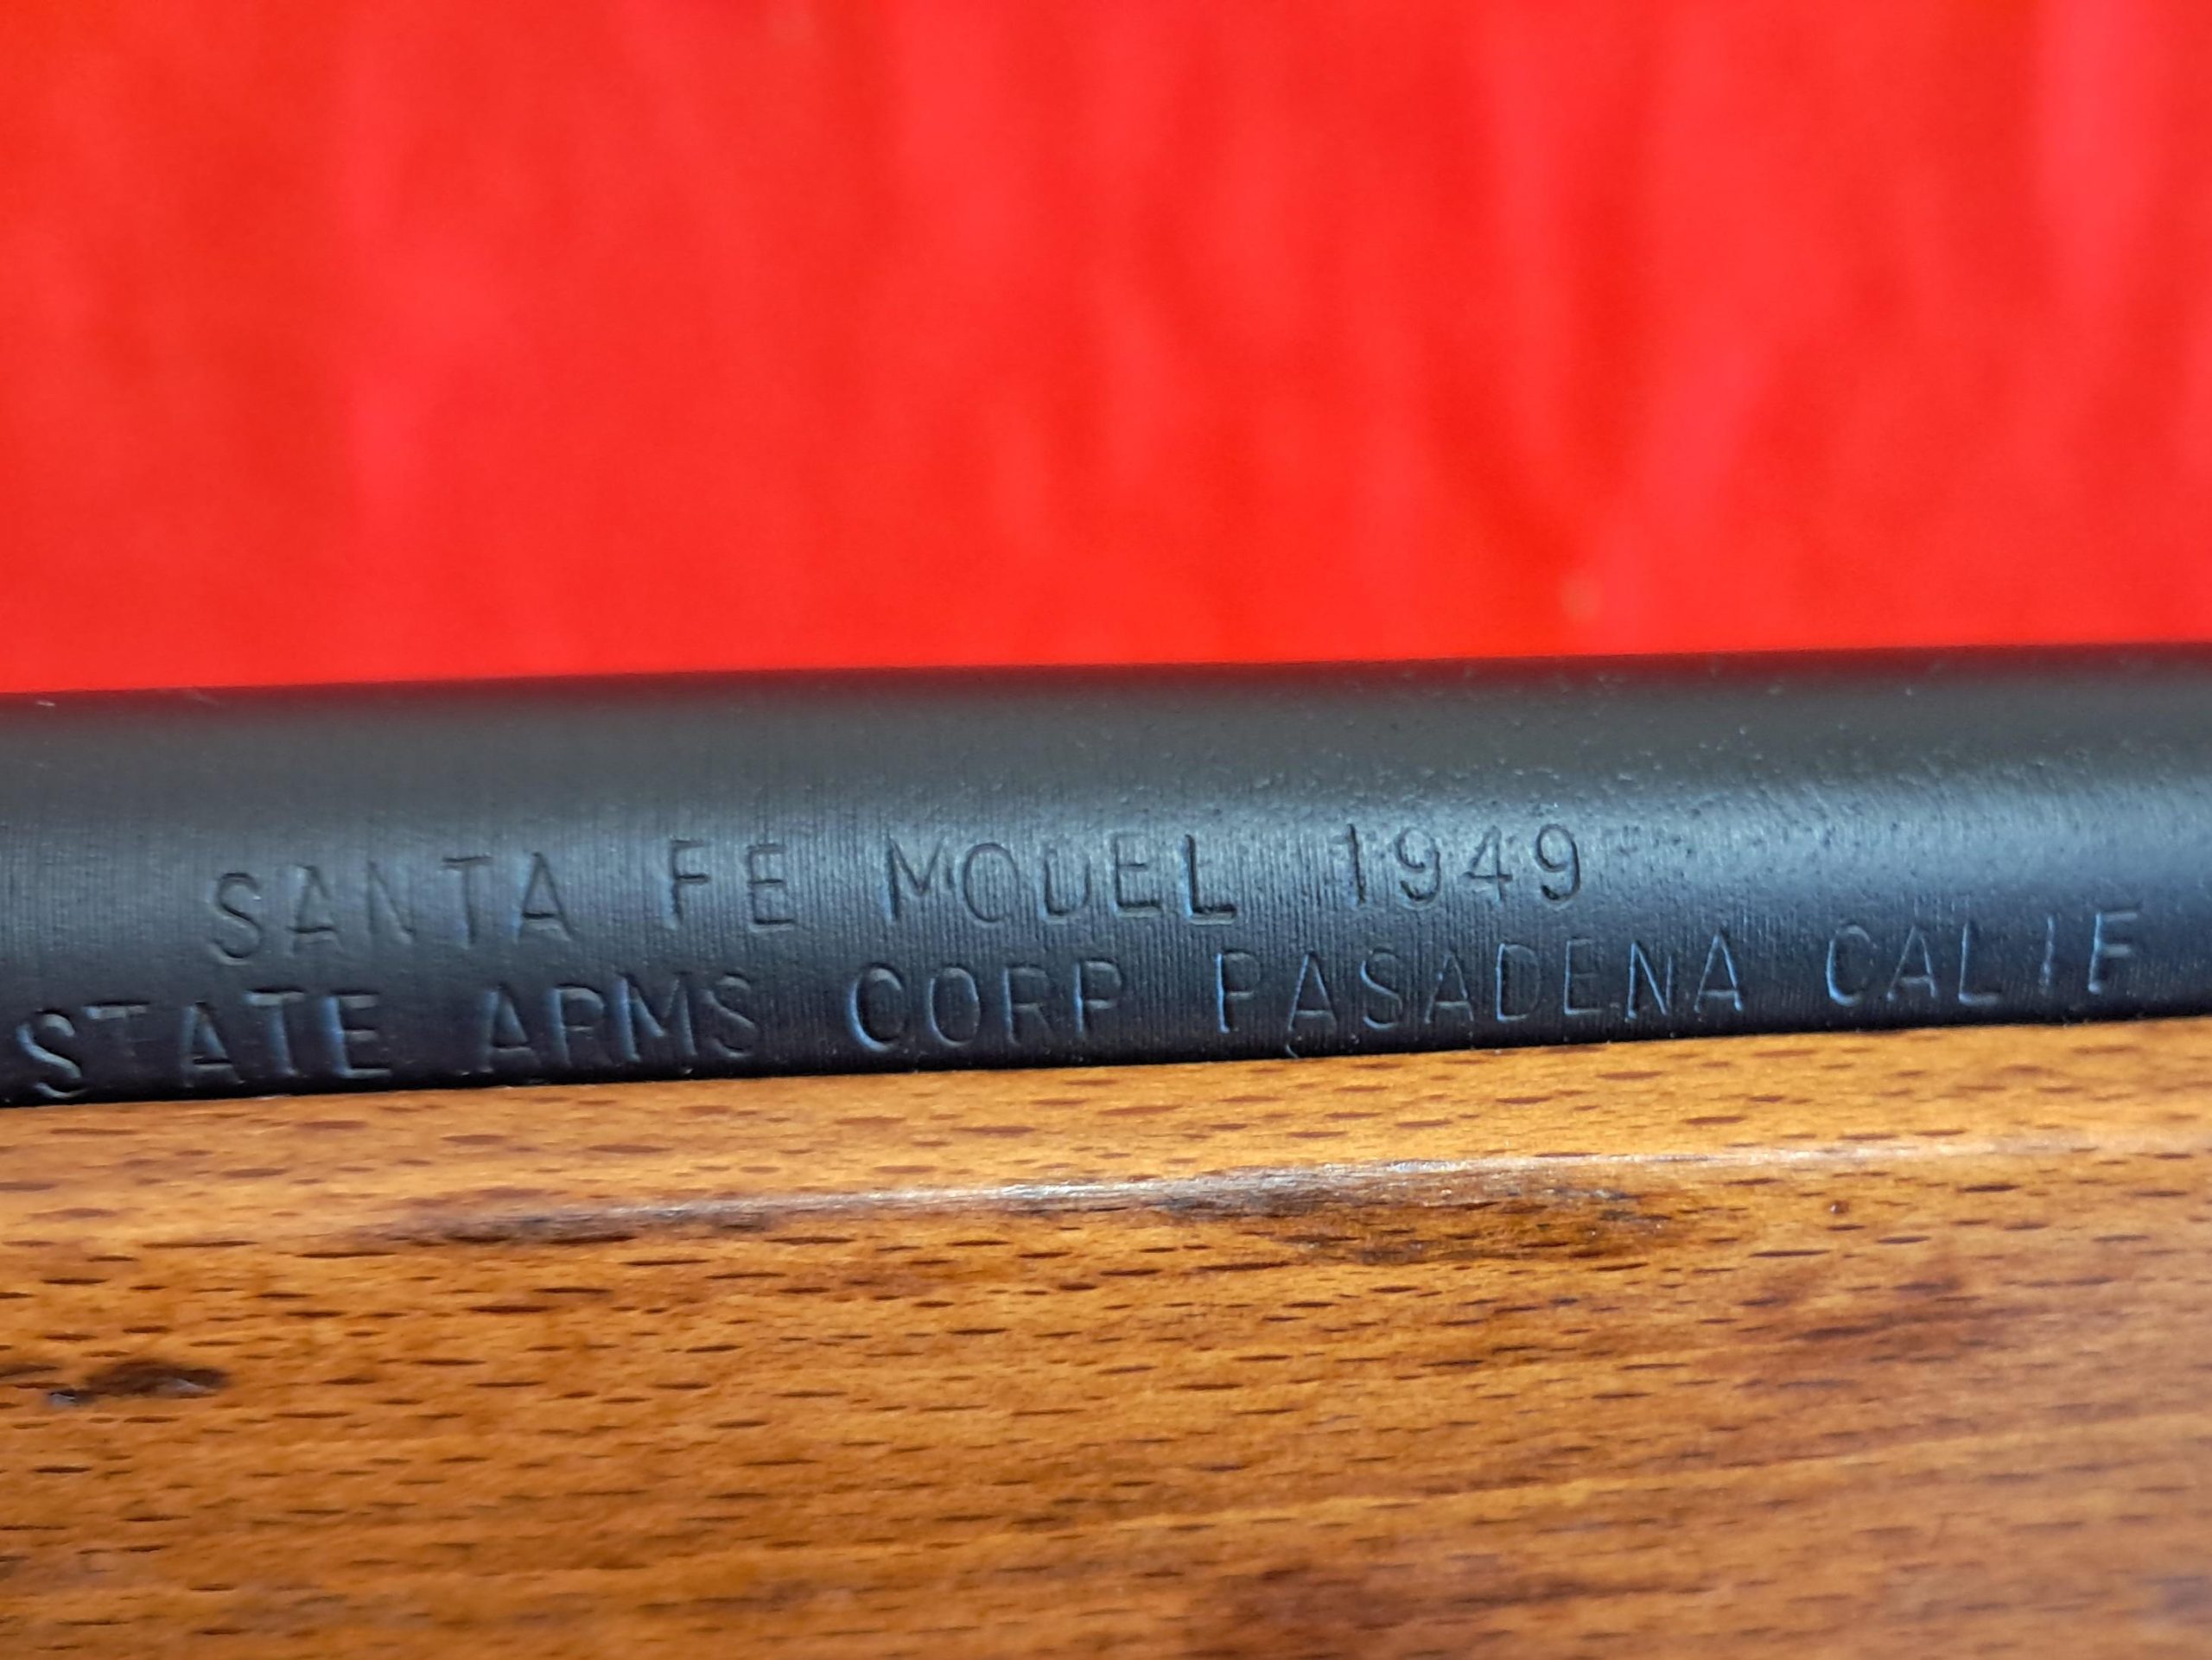 SANTA FE MODEL 1949
STATE ARMS CORP PASADENA CALIF